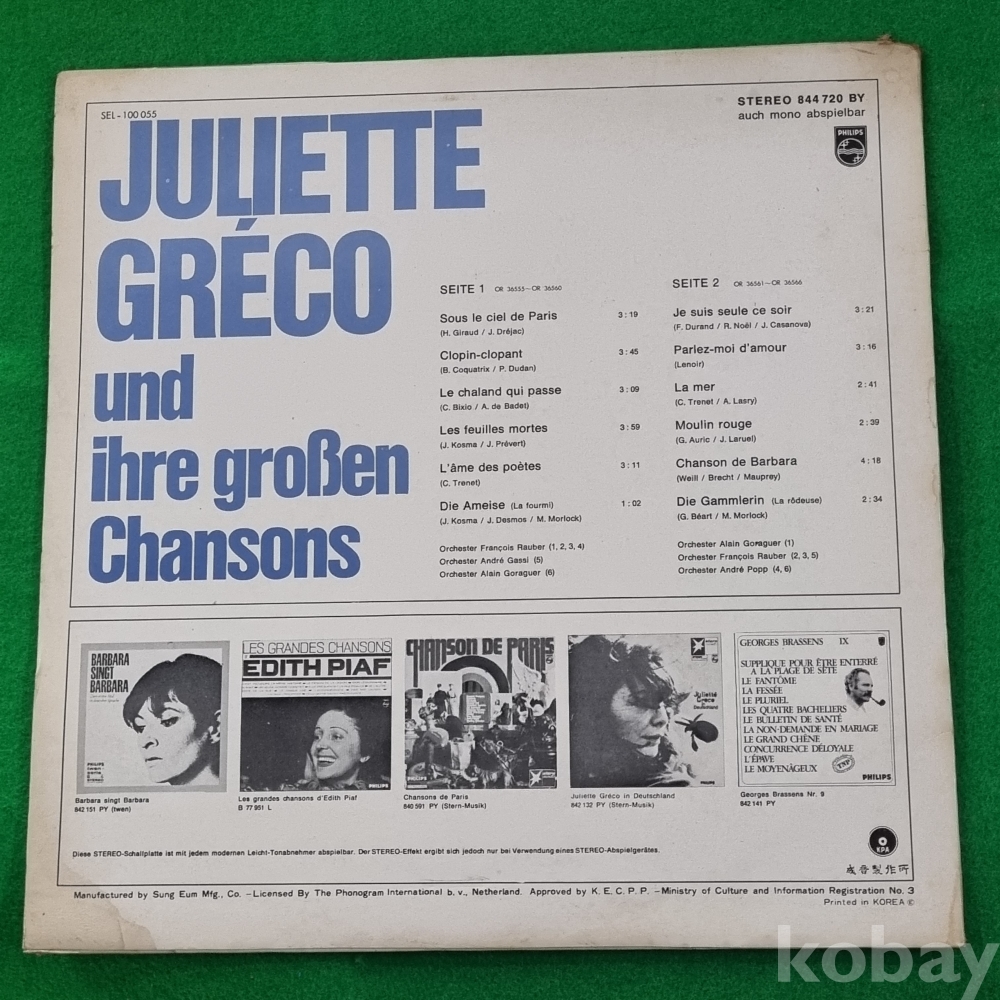 SEL-100 055
STEREO 844 720 BY
auch mono abspielbar
PHILIPS
JULIETTE
GRÉCO
und
ihre großen
Chansons
SEITE 1 OR 36555~OR 36560
Sous le ciel de Paris 3:19
(H. Giraud / J. Dréjac)
Clopin-clopant 3:45
(B. Coquatrix / P. Dudan)
Le chaland qui passe 3:09
(C. Bixio / A. de Badet)
Les feuilles mortes 3:59
(J. Kosma / J. Prévert)
L'âme des poètes 3:11
(C. Trenet)
Die Ameise (La fourmi) 1:02
(J. Kosma / J. Desmos / M. Morlock)
Orchester François Rauber (1, 2, 3, 4)
Orchester André Gassi (5)
Orchester Alain Goraguer (6)
SEITE 2 OR 36561~OR 36566
Je suis seule ce soir 3:21
(F. Durand / R. Noël / J. Casanova)
Parlez-moi d'amour 3:16
(Lenoir)
La mer 2:41
(C. Trenet / A. Lasry)
Moulin rouge 2:39
(G. Auric / J. Laruel)
Chanson de Barbara 4:18
(Weill / Brecht / Mauprey)
Die Gammlerin (La rôdeuse) 2:34
(G. Béart / M. Morlock)
Orchester Alain Goraguer (1)
Orchester François Rauber (2, 3, 5)
Orchester André Popp (4, 6)
BARBARA
SINGT
BARBARA
PHILIPS
Barbara singt Barbara
842 151 PY (twen)
LES GRANDES CHANSONS
EDITH PIAF
Les grandes chansons d'Edith Piaf
B 77 951 L
CHANSON DE PARIS
PHILIPS
Chansons de Paris
840 591 PY (Stern-Musik)
Juliette
Gréco
in
Deutschland
PHILIPS
Juliette Gréco in Deutschland
842 132 PY (Stern-Musik)
GEORGES BRASSENS IX
SUPPLIQUE POUR ÊTRE ENTERRÉ
A LA PLAGE DE SÈTE
LE FANTÔME
LA FESSÉE
LE PLURIEL
LES QUATRE BACHELIERS
LE BULLETIN DE SANTÉ
LA NON-DEMANDE EN MARIAGE
LE GRAND CHÊNE
CONCURRENCE DÉLOYALE
L'ÉPAVE
LE MOYENÂGEUX
TNP
PHILIPS
Georges Brassens Nr. 9
842 141 PY
Diese STEREO-Schallplatte ist mit jedem modernen Leicht-Tonabnehmer abspielbar. Der STEREO-Effekt ergibt sich jedoch nur bei Verwendung eines STEREO-Abspielgerätes.
KPA
成音製作所
Manufactured by Sung Eum Mfg., Co. -Licensed By The Phonogram International b. v., Netherland. Approved by K. E. C. P. P. -Ministry of Culture and Information Registration No. 3
Printed in KOREA ©
kobay